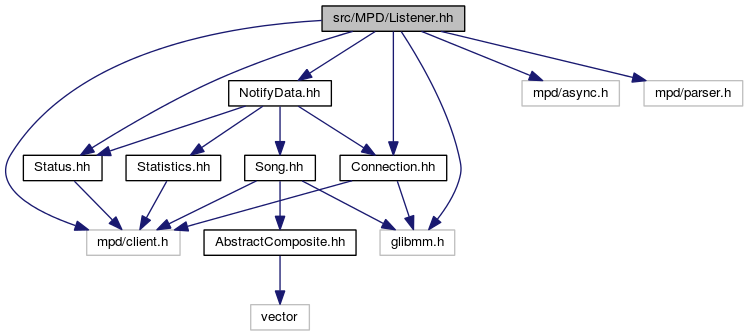 src/MPD/Listener.hh
NotifyData.hh
mpd/async.h
mpd/parser.h
Status.hh
Statistics.hh
Song.hh
Connection.hh
mpd/client.h
AbstractComposite.hh
glibmm.h
vector